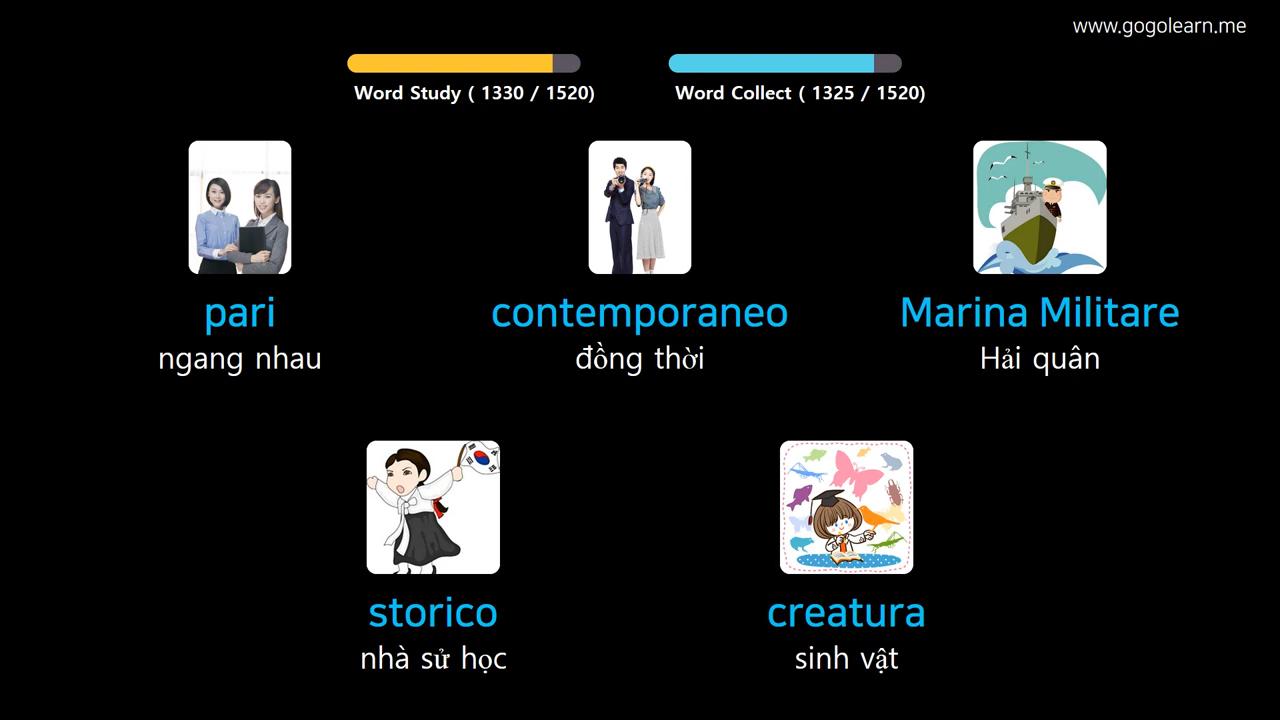 www.gogolearn.me
Word Study ( 1330 / 1520)
Word Collect ( 1325 / 1520)
pari
ngang nhau
contemporaneo
đồng thời
Marina Militare
Hải quân
storico
nhà sử học
creatura
sinh vật